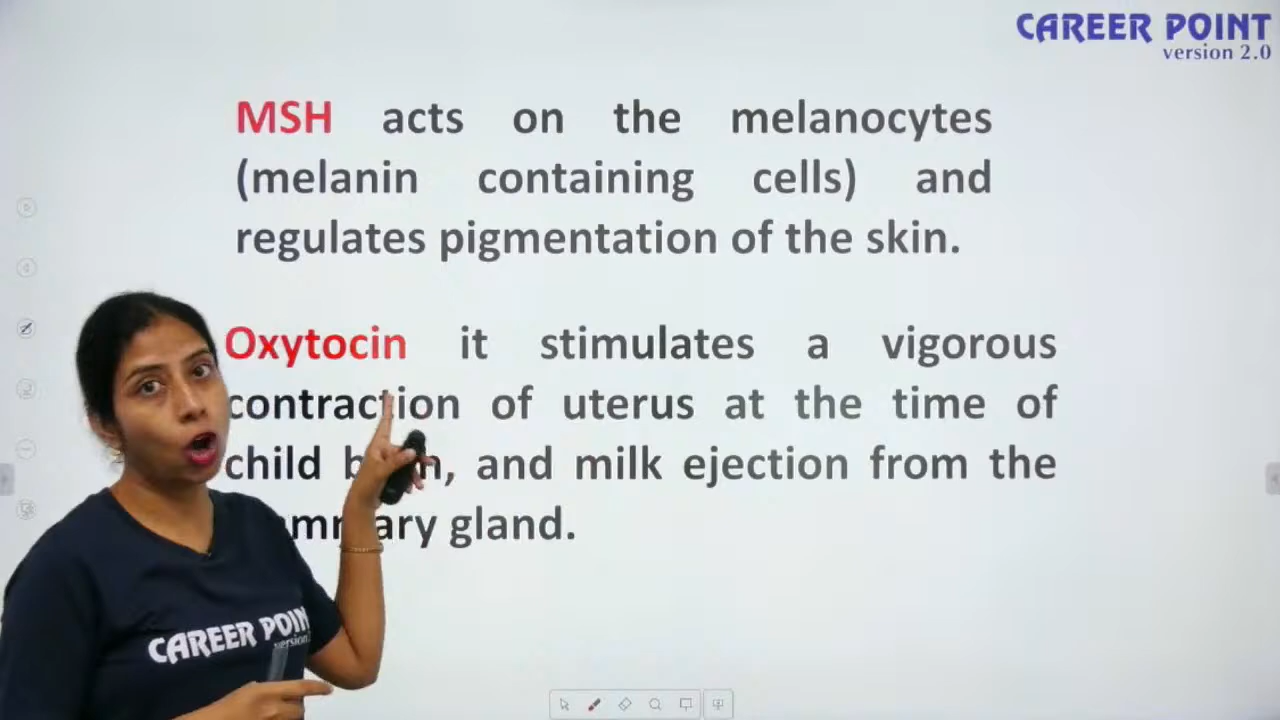 CAREER POINT
version 2.0
MSH acts on the melanocytes
(melanin containing cells) and
regulates pigmentation of the skin.
Oxytocin it stimulates a vigorous
contraction of uterus at the time of
child, and milk ejection from the
gland.
CAREER POINT
version